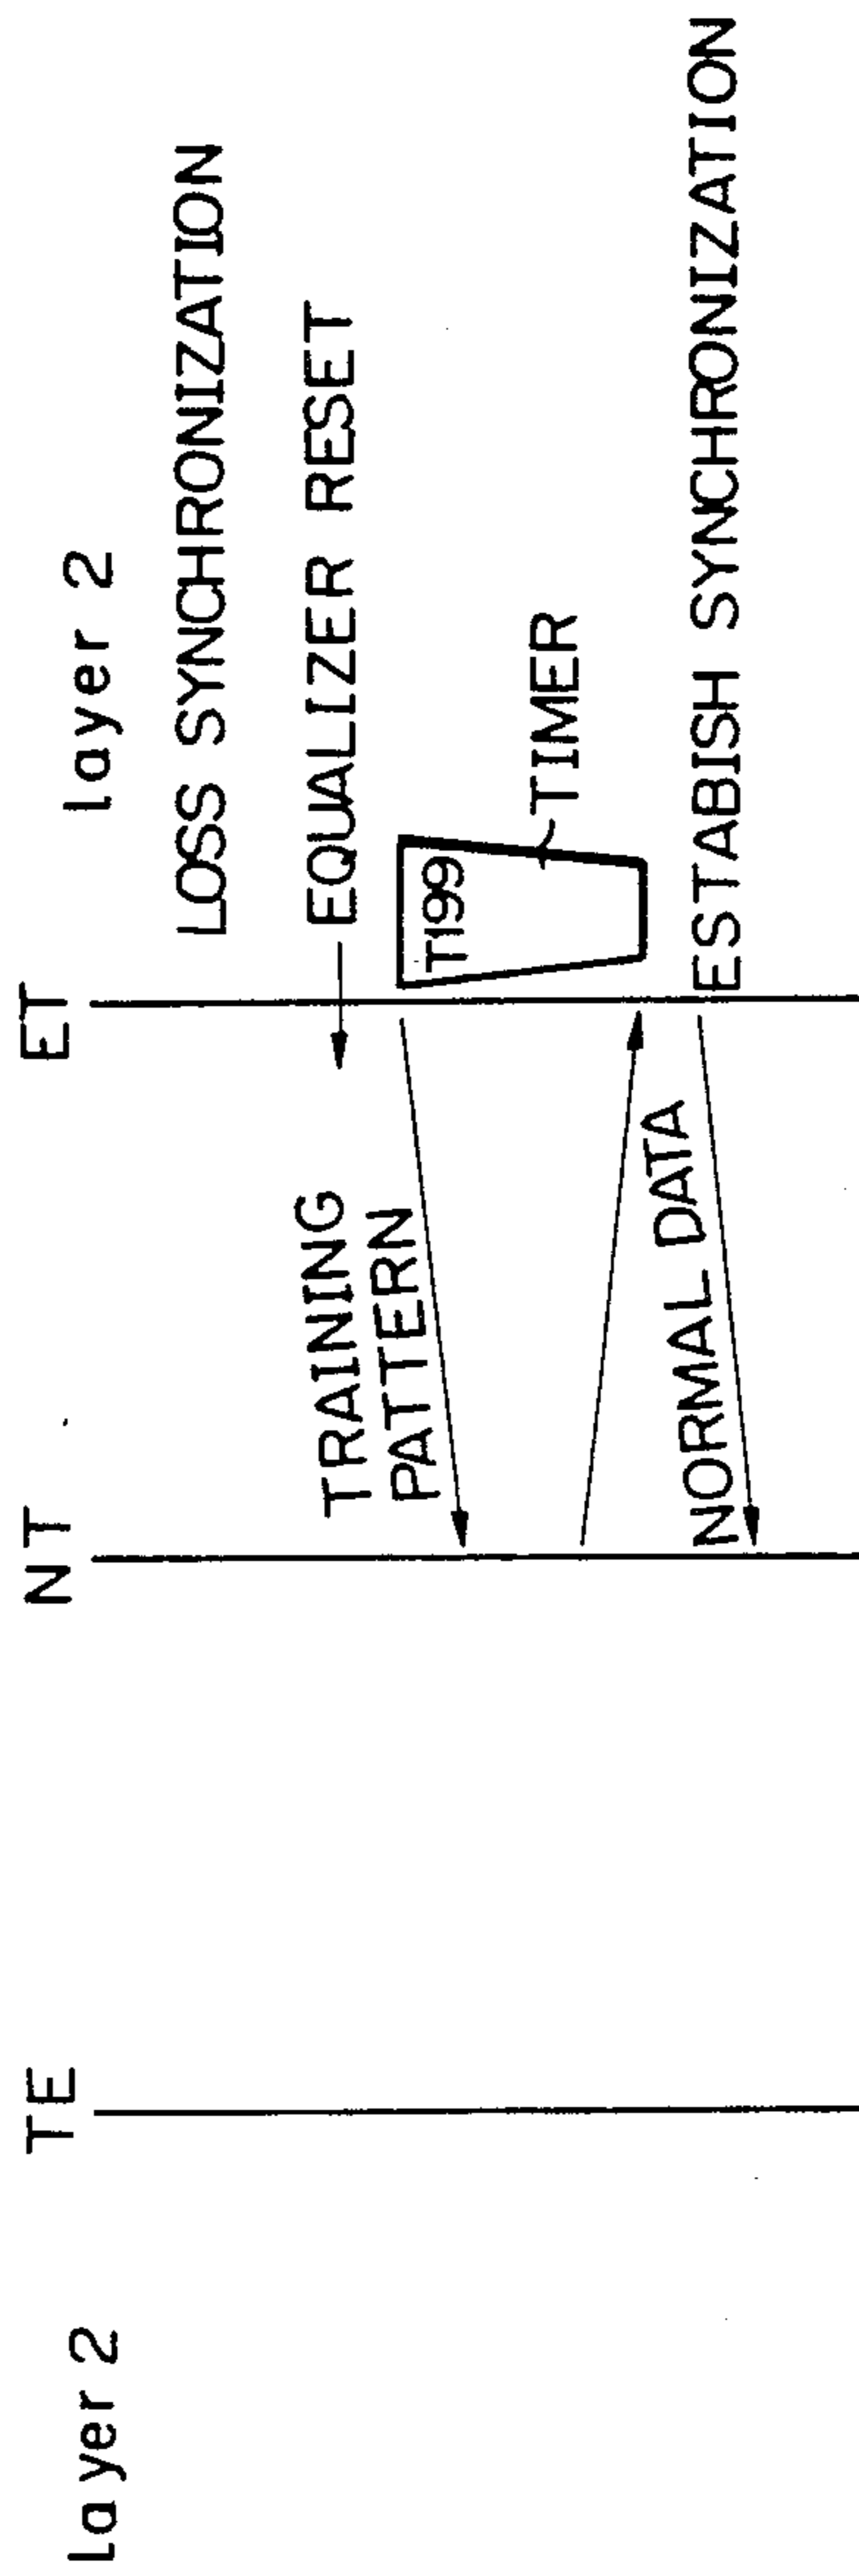 Layer 2
TE
NT
ET
layer 2
LOSS SYNCHRONIZATION
EQUALIZER RESET
TRAINING
PATTERN
T199
TIMER
NORMAL DATA
ESTABISH SYNCHRONIZATION